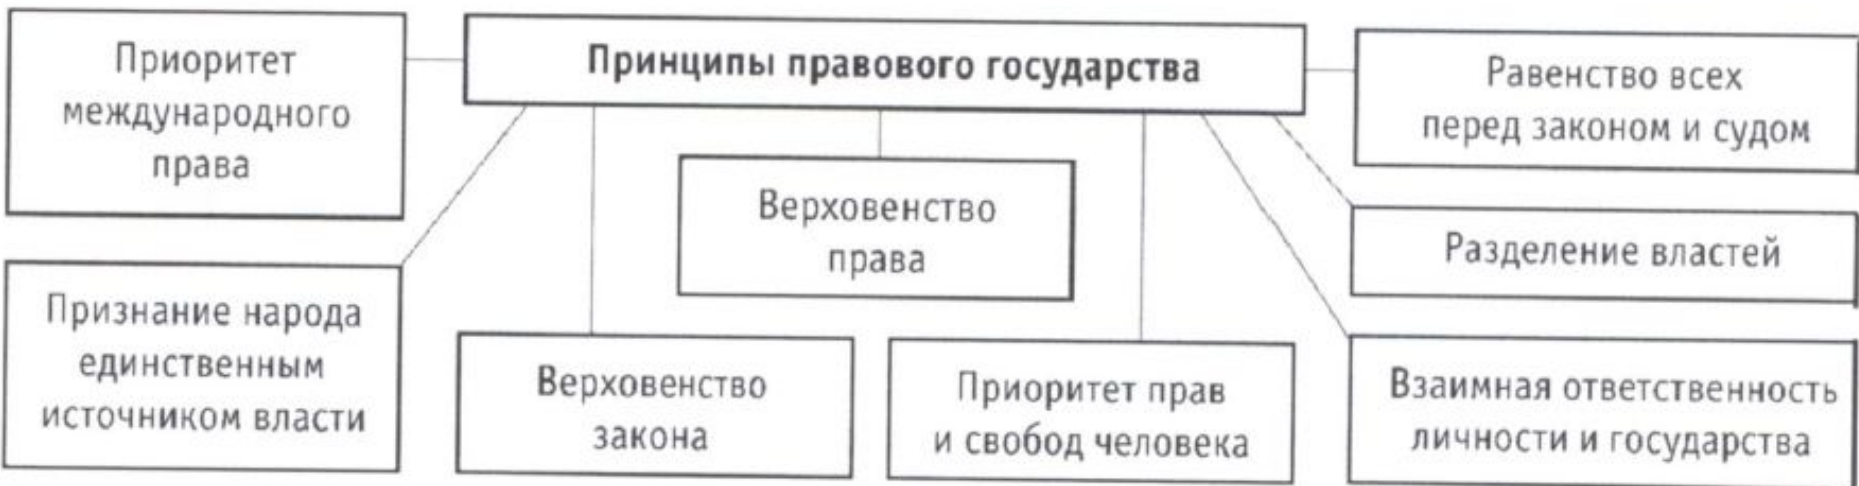 Принципы правового государства
Приоритет
международного
права
Равенство всех
перед законом и судом
Верховенство
права
Разделение властей
Признание народа
единственным
источником власти
Верховенство
закона
Приоритет прав
и свобод человека
Взаимная ответственность
личности и государства